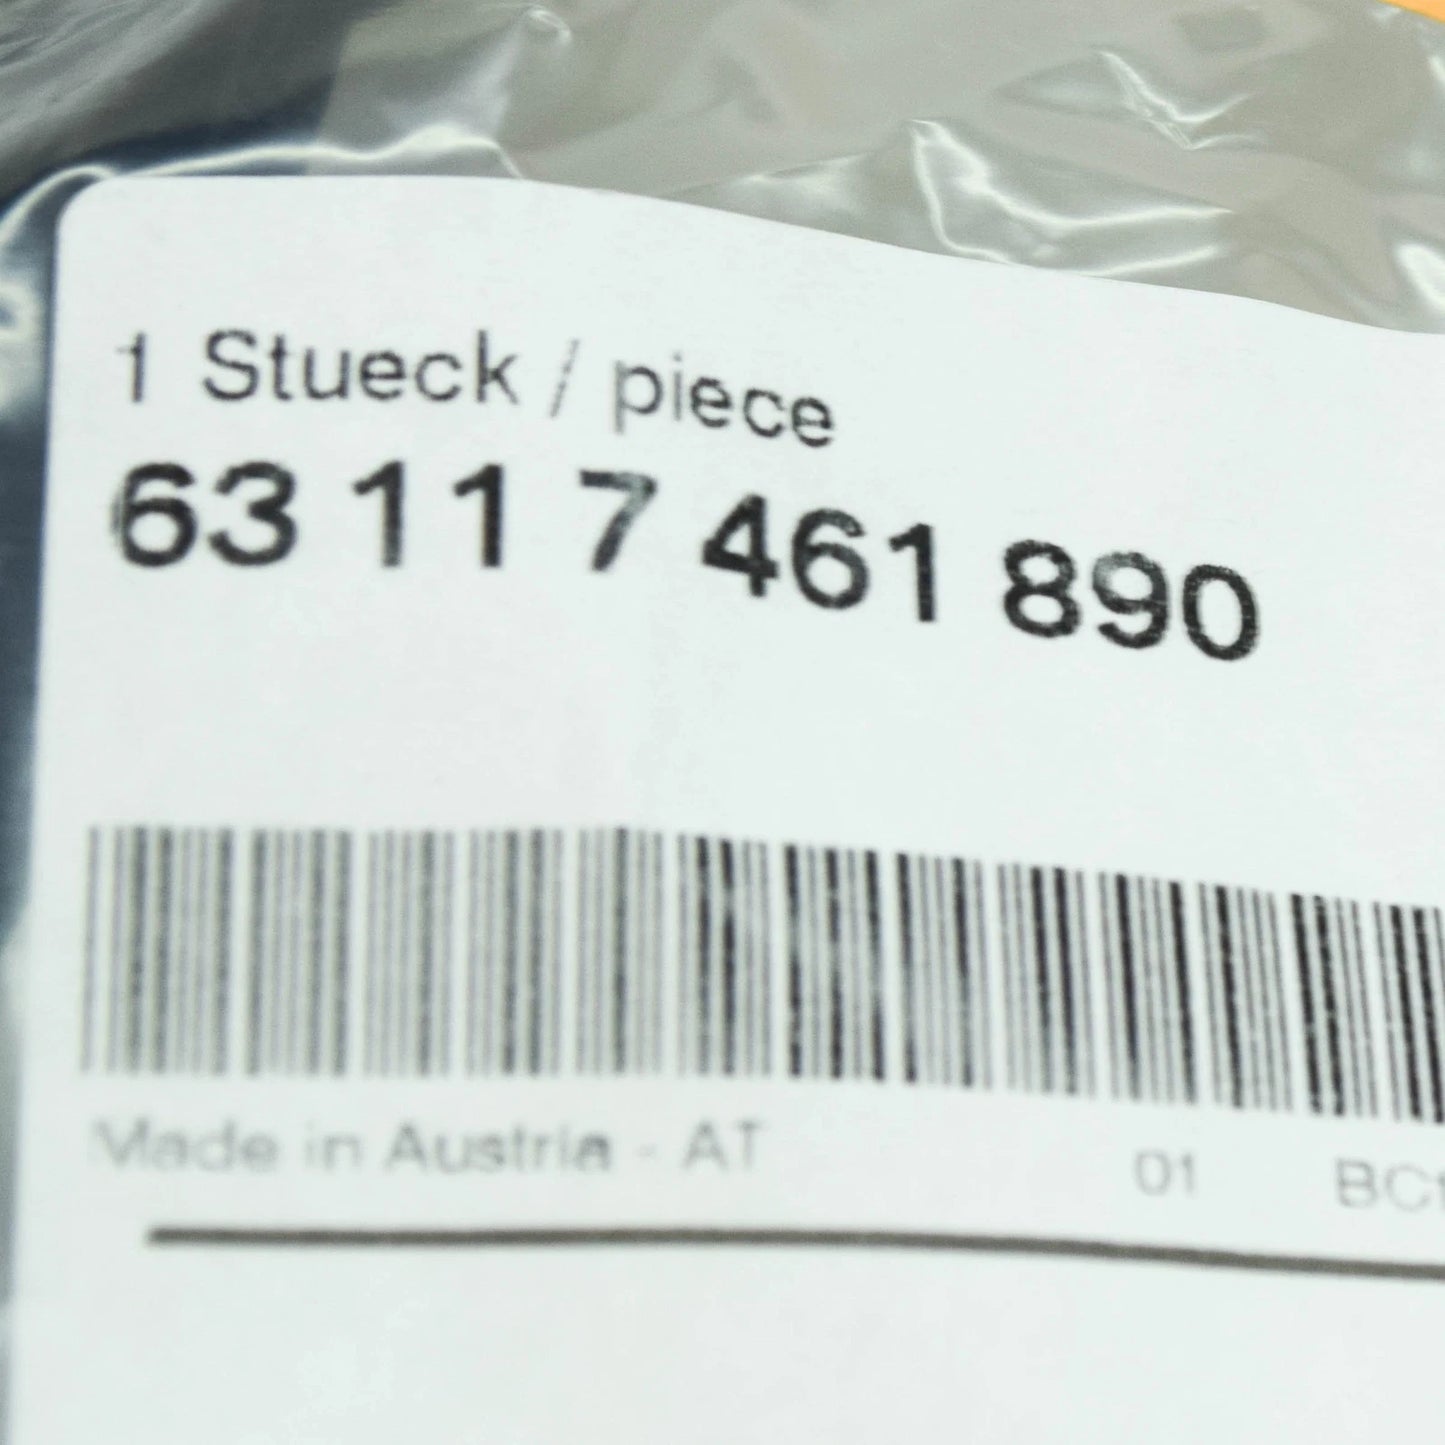 1 Stueck / piece
63 11 7 461 890
Made in Austria - AT 01